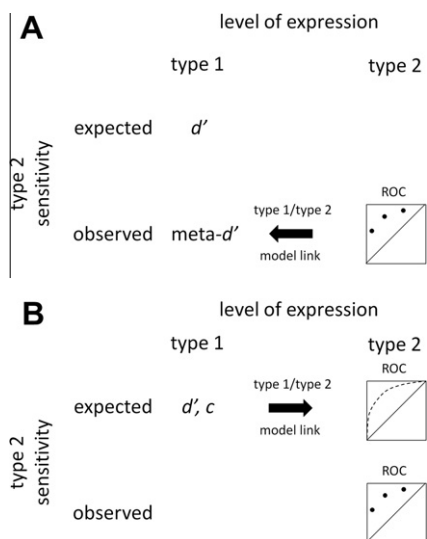 A
level of expression
type 1
type 2
type 2
sensitivity
expected
d'
observed
meta-d'
type 1/type 2
model link
ROC
B
level of expression
type 1
type 2
type 2
sensitivity
expected
d', c
type 1/type 2
model link
ROC
observed
ROC